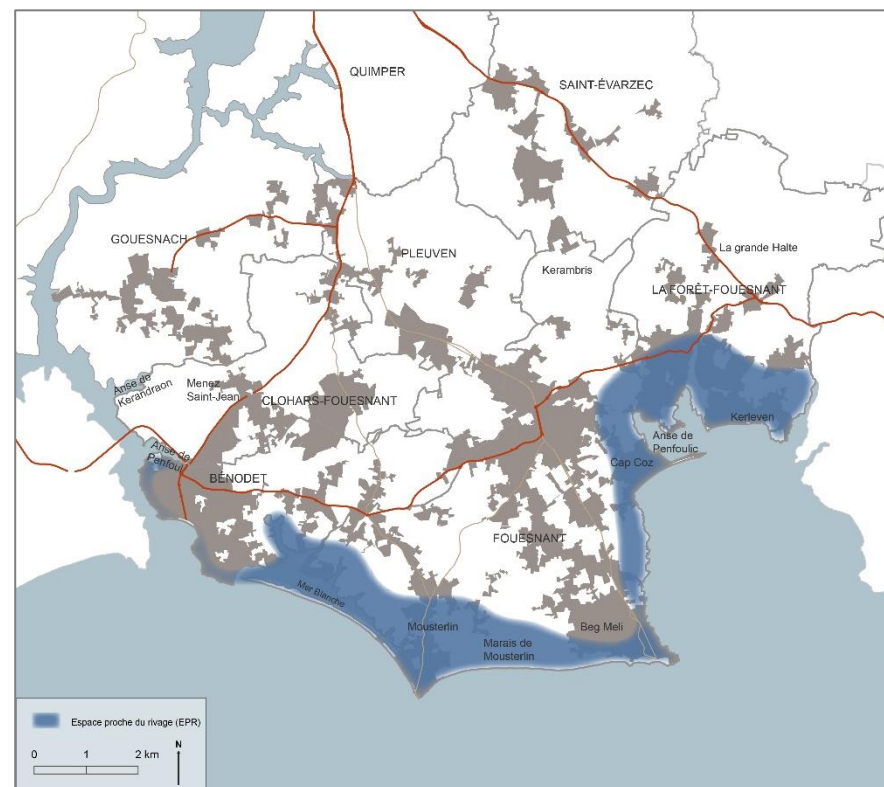 QUIMPER
SAINT-ÉVARZEC
GOUESNACH
La grande Halte
PLEUVEN
Kerambris
LA FORÊT-FOUESNANT
Anse de
Kerandraon
Menez
Saint-Jean
CLOHARS-FOUESNANT
Kerleven
Anse de
Penfoulic
Anse de
Penfoul
Cap Coz
BÉNODET
FOUESNANT
Mer Blanche
Mousterlin
Beg Meli
Marais de
Mousterlin
Espace proche du rivage (EPR)
0 1 2 km
N